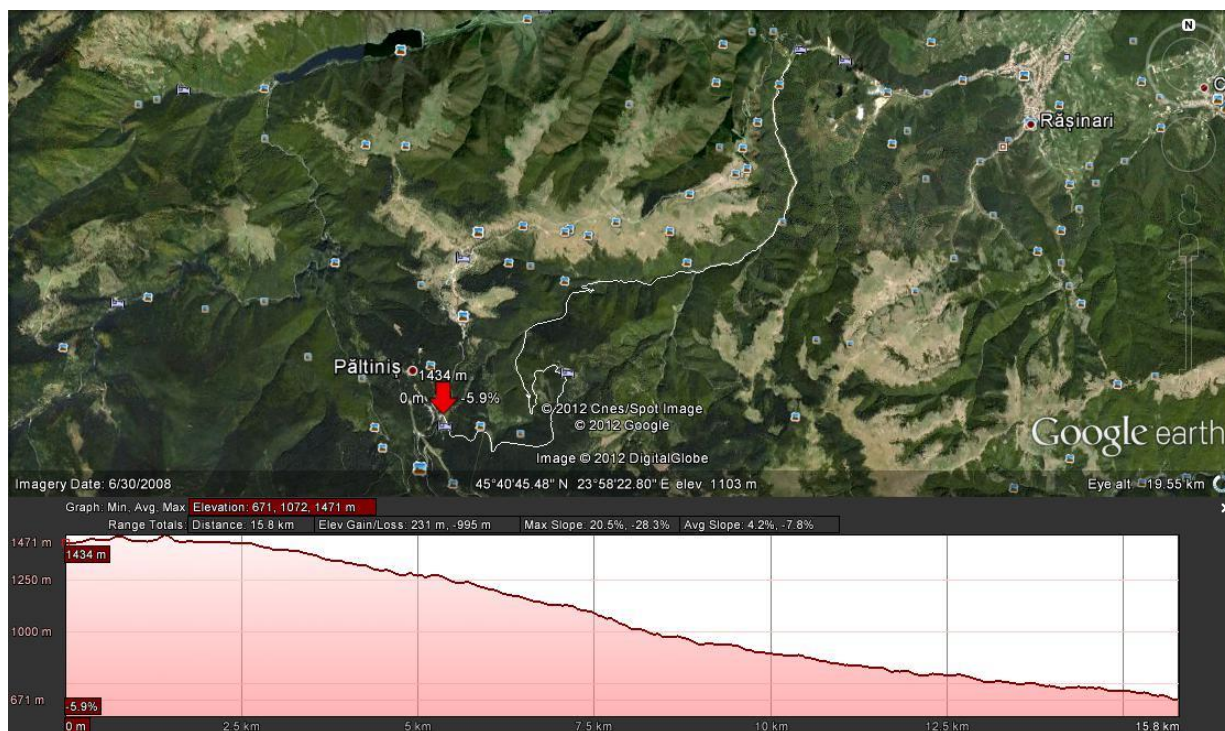 N
C
Rășinari
Păltiniș
1434 m
0 m -5.9%
© 2012 Cnes/Spot Image
© 2012 Google
Image © 2012 DigitalGlobe
Google earth
Imagery Date: 6/30/2008 45°40'45.48" N 23°58'22.80" E elev 1103 m Eye alt 19.55 km
Graph: Min, Avg, Max Elevation: 671, 1072, 1471 m
Range Totals: Distance: 15.8 km Elev Gain/Loss: 231 m, -995 m Max Slope: 20.5%, -28.3% Avg Slope: 4.2%, -7.8%
1471 m
1434 m
1250 m
1000 m
671 m
-5.9%
0 m 2.5 km 5 km 7.5 km 10 km 12.5 km 15.8 km